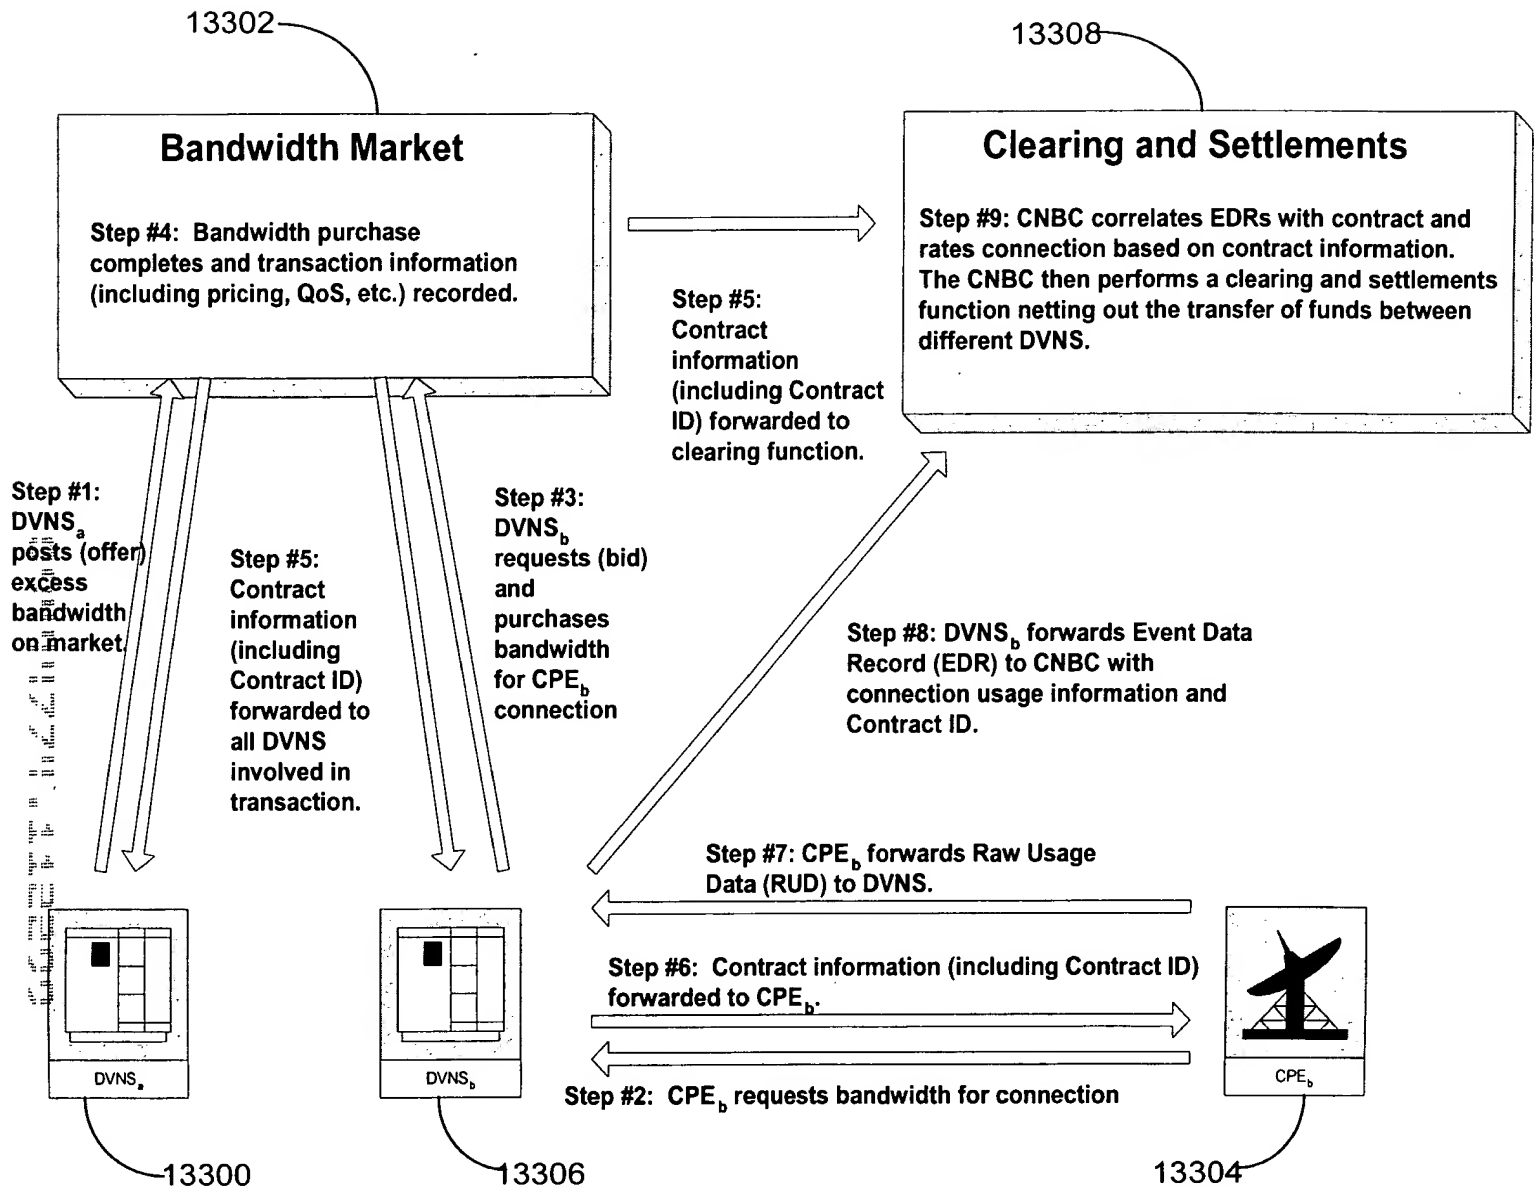 13302
13308
Bandwidth Market
Step #4: Bandwidth purchase
completes and transaction information
(including pricing, QoS, etc.) recorded.
Clearing and Settlements
Step #9: CNBC correlates EDRs with contract and
rates connection based on contract information.
The CNBC then performs a clearing and settlements
function netting out the transfer of funds between
different DVNS.
Step #5:
Contract
information
(including Contract
ID) forwarded to
clearing function.
Step #1:
DVNSa
posts (offer)
excess
bandwidth
on market.
Step #5:
Contract
information
(including
Contract ID)
forwarded to
all DVNS
involved in
transaction.
Step #3:
DVNSb
requests (bid)
and
purchases
bandwidth
for CPEb
connection
Step #8: DVNSb forwards Event Data
Record (EDR) to CNBC with
connection usage information and
Contract ID.
Step #7: CPEb forwards Raw Usage
Data (RUD) to DVNS.
Step #6: Contract information (including Contract ID)
forwarded to CPEb.
Step #2: CPEb requests bandwidth for connection
DVNSa
DVNSb
CPEb
13300
13306
13304